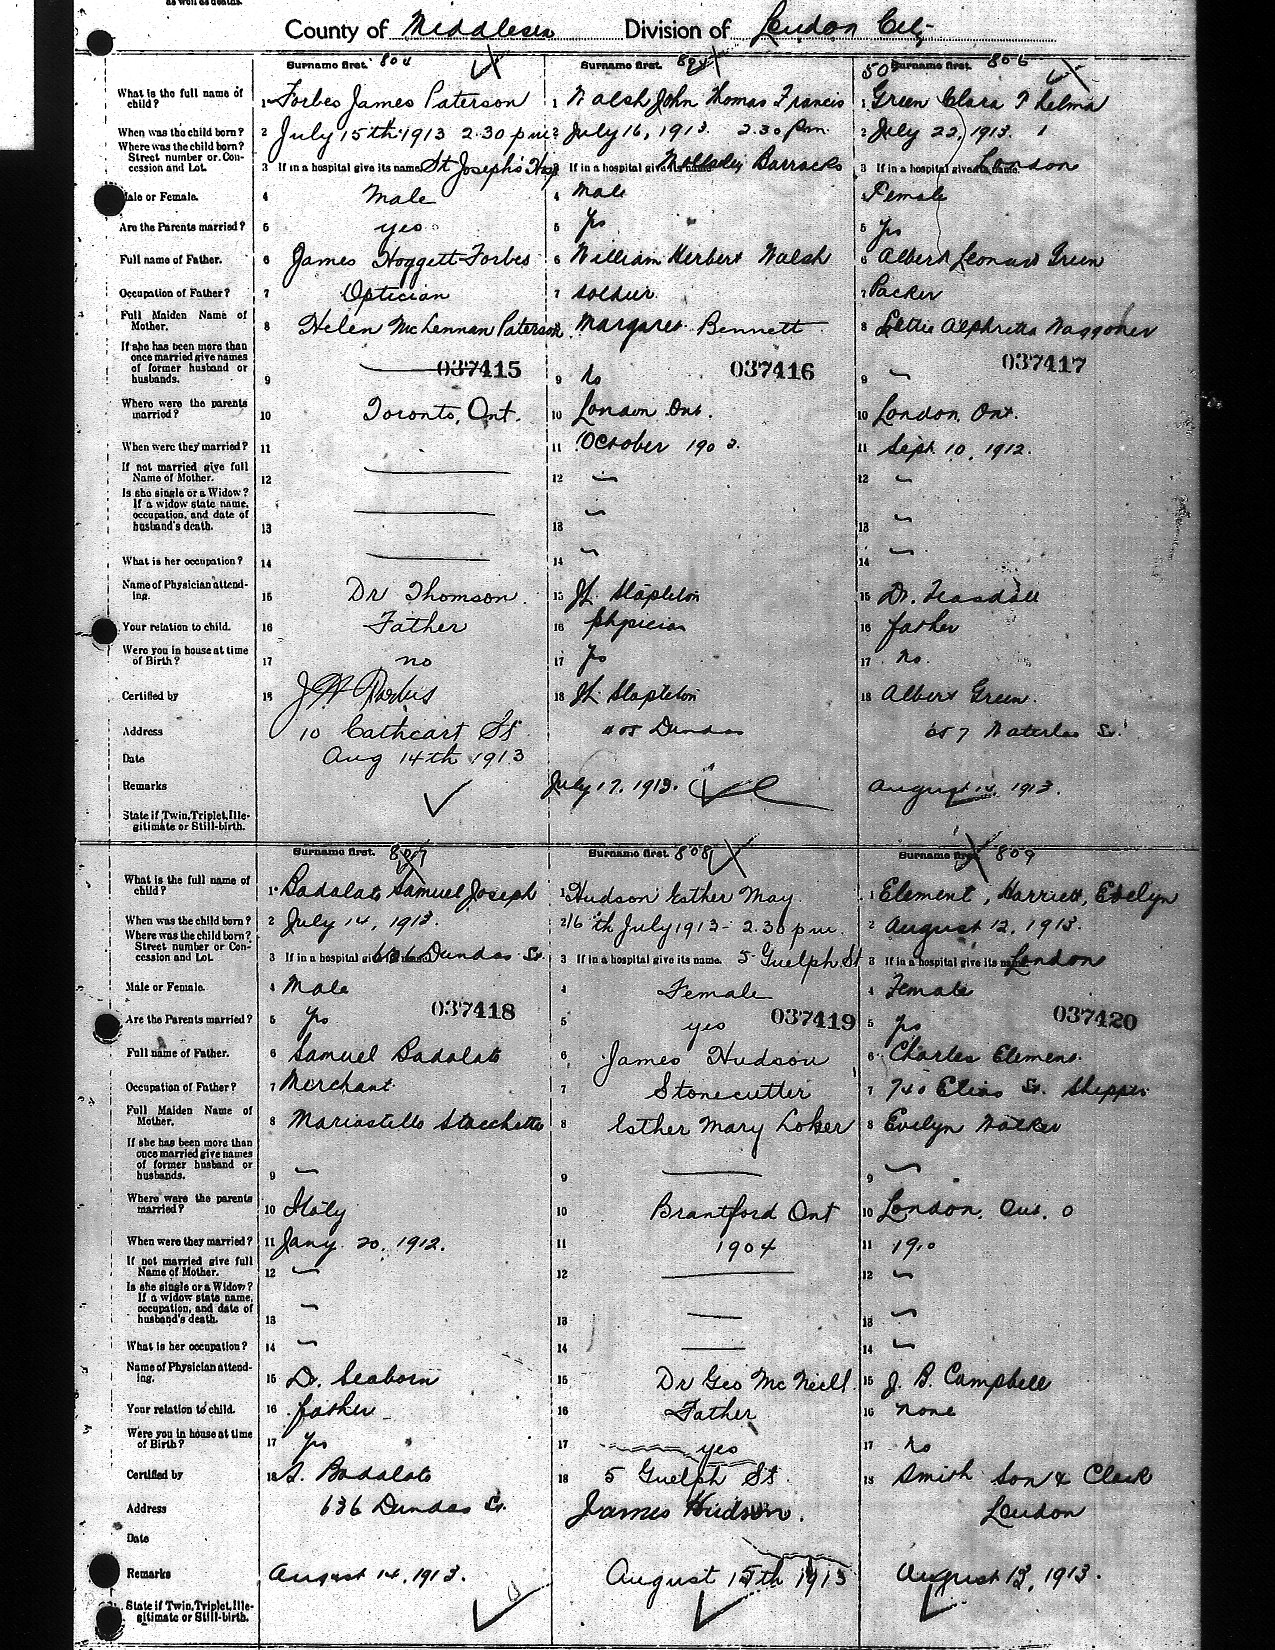 as well as deaths.
County of Middlesex Division of London City
Surname first. 804
What is the full name of child? 1 Forbes James Paterson
When was the child born? 2 July 15th 1913 2.30 pm
Where was the child born? Street number or Concession and Lot. 3 If in a hospital give its name. St Joseph's Hosp
Male or Female. 4 Male
Are the Parents married? 5 yes
Full name of Father. 6 James Hoggett Forbes
Occupation of Father? 7 Optician
Full Maiden Name of Mother. 8 Helen McLennan Paterson
If she has been more than once married give names of former husband or husbands. 9 —
037415
Where were the parents married? 10 Toronto, Ont.
When were they married? 11
If not married give full Name of Mother. 12 —
Is she single or a Widow? If a widow state name, occupation, and date of husband's death. 13 —
What is her occupation? 14 —
Name of Physician attending. 15 Dr Thomson
Your relation to child. 16 Father
Were you in house at time of Birth? 17 no
Certified by 18
Address 10 Cathcart St
Date Aug 14th 1913
Remarks
State if Twin, Triplet, Illegitimate or Still-birth.
Surname first.
1 Walsh John Thomas Francis
2 July 16, 1913. 2.30 pm
3 If in a hospital give its name. Wolseley Barracks
4 Male
5 yes
6 William Herbert Walsh
7 soldier
8 Margaret Bennett
037416
9 no
10 London Ont.
11 October 1903.
12 —
13 —
14 —
15 JL Stapleton
16 physician
17 yes
18 JL Stapleton
Dundas
July 17, 1913.
Surname first. 806
1 Green Clara Thelma
2 July 22, 1913.
3 If in a hospital give its name. London
4 Female
5 yes
6 Albert Leonard Green
7 Packer
8 Lettie Alphretta Waggoner
037417
9 —
10 London, Ont.
11 Sept 10, 1912.
12 —
13 —
14 —
15 Dr. Teasdall
16 father
17 no.
18 Albert Green.
607 Waterloo St.
August 14, 1913.
Surname first. 807
What is the full name of child? 1 Badalato Samuel Joseph
When was the child born? 2 July 14, 1913.
Where was the child born? Street number or Concession and Lot. 3 If in a hospital give its name. 636 Dundas St.
Male or Female. 4 Male
037418
Are the Parents married? 5 yes
Full name of Father. 6 Samuel Badalato
Occupation of Father? 7 Merchant
Full Maiden Name of Mother. 8 Mariastello Stacchetto
If she has been more than once married give names of former husband or husbands. 9 —
Where were the parents married? 10 Italy
When were they married? 11 Jany 20, 1912.
If not married give full Name of Mother. 12 —
Is she single or a Widow? If a widow state name, occupation, and date of husband's death. 13 —
What is her occupation? 14 —
Name of Physician attending. 15 Dr. Seaborn
Your relation to child. 16 father
Were you in house at time of Birth? 17 yes
Certified by 18 S. Badalato
Address 636 Dundas St.
Date
Remarks August 14, 1913.
State if Twin, Triplet, Illegitimate or Still-birth.
Surname first. 808
1 Hudson Esther May
2 16th July 1913 - 2.30 pm.
3 If in a hospital give its name. 5 Guelph St
4 Female
5 yes
037419
6 James Hudson
7 Stonecutter
8 Esther Mary Loker
9 —
10 Brantford Ont
11 1904
12 —
13 —
14 —
15 Dr Geo McNeill
16 Father
17 yes
18 5 Guelph St.
James Hudson.
August 15th 1913
Surname first. 809
1 Element, Harriett, Evelyn
2 August 12, 1913.
3 If in a hospital give its name. London
4 Female
037420
5 yes
6 Charles Element
7 740 Elias St. Shipper
8 Evelyn Walker
9 —
10 London, Ont.
11 1910
12 —
13 —
14 —
15 J. B. Campbell
16 none
17 no
18 Smith Son & Clark
London
August 13, 1913.